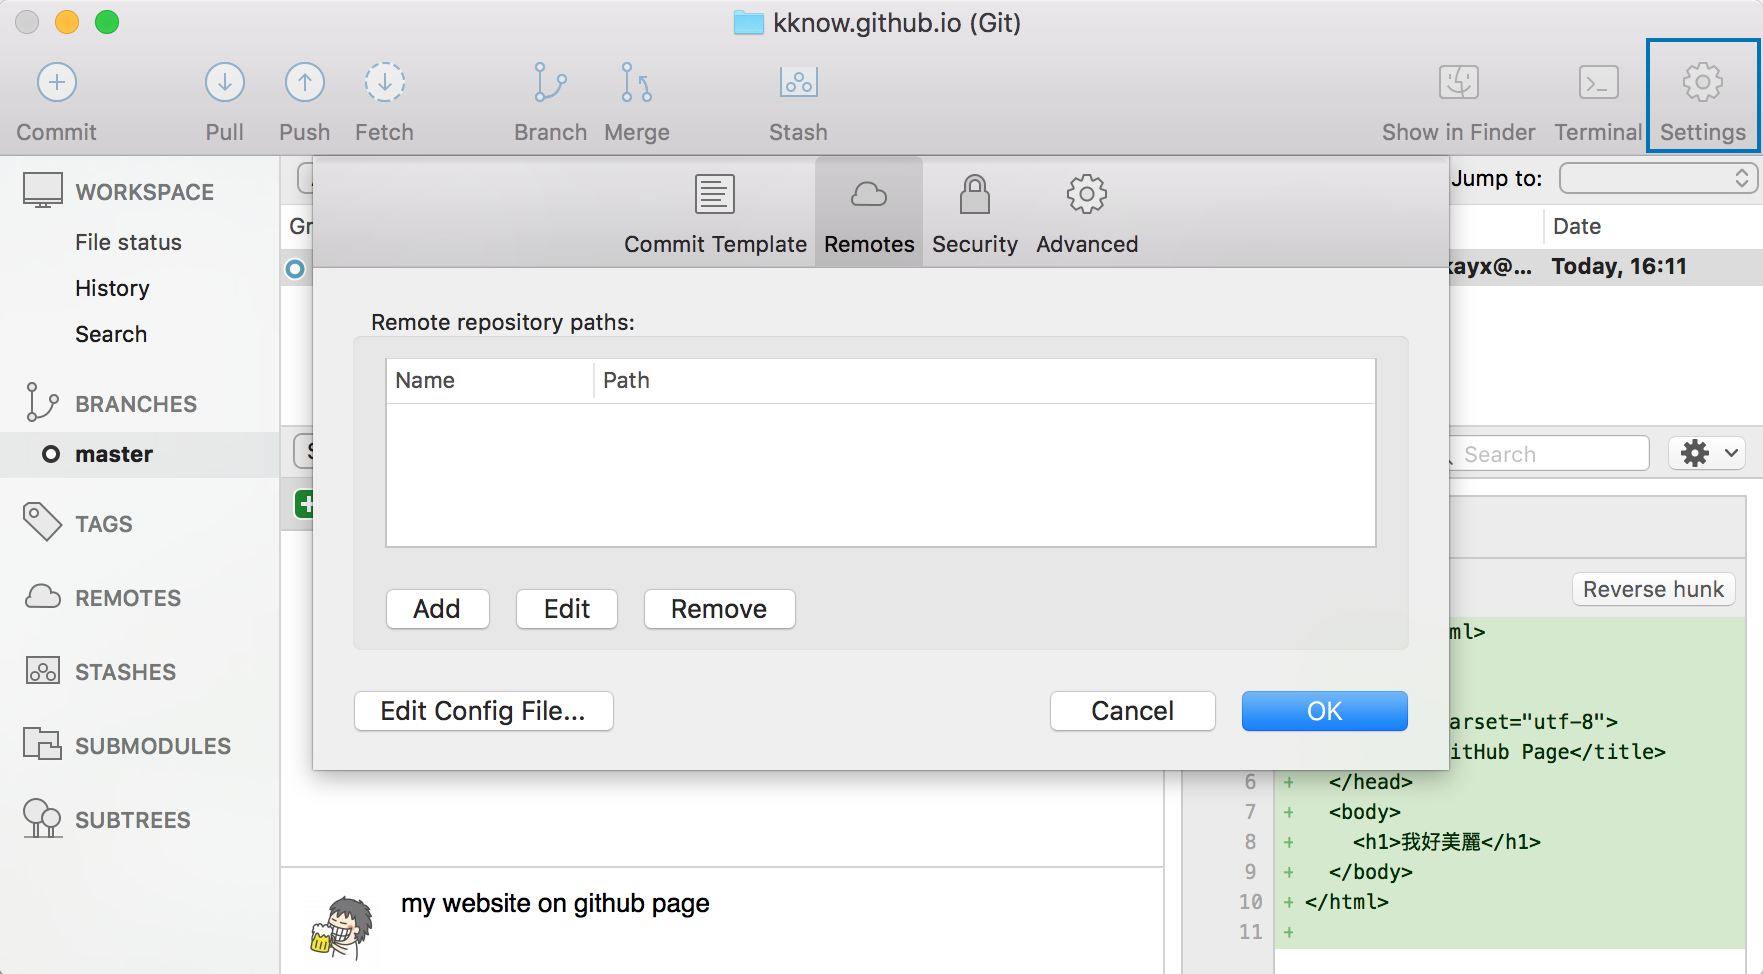 kknow.github.io (Git)
Commit Pull Push Fetch Branch Merge Stash Show in Finder Terminal Settings
WORKSPACE
File status
History
Search
BRANCHES
master
TAGS
REMOTES
STASHES
SUBMODULES
SUBTREES
Jump to:
Gr
Date
kayx@... Today, 16:11
Commit Template Remotes Security Advanced
Remote repository paths:
Name Path
Add Edit Remove
Edit Config File... Cancel OK
Search
Reverse hunk
ml>
arset="utf-8">
itHub Page</title>
6 + </head>
7 + <body>
8 + <h1>我好美麗</h1>
9 + </body>
10 + </html>
11 +
my website on github page